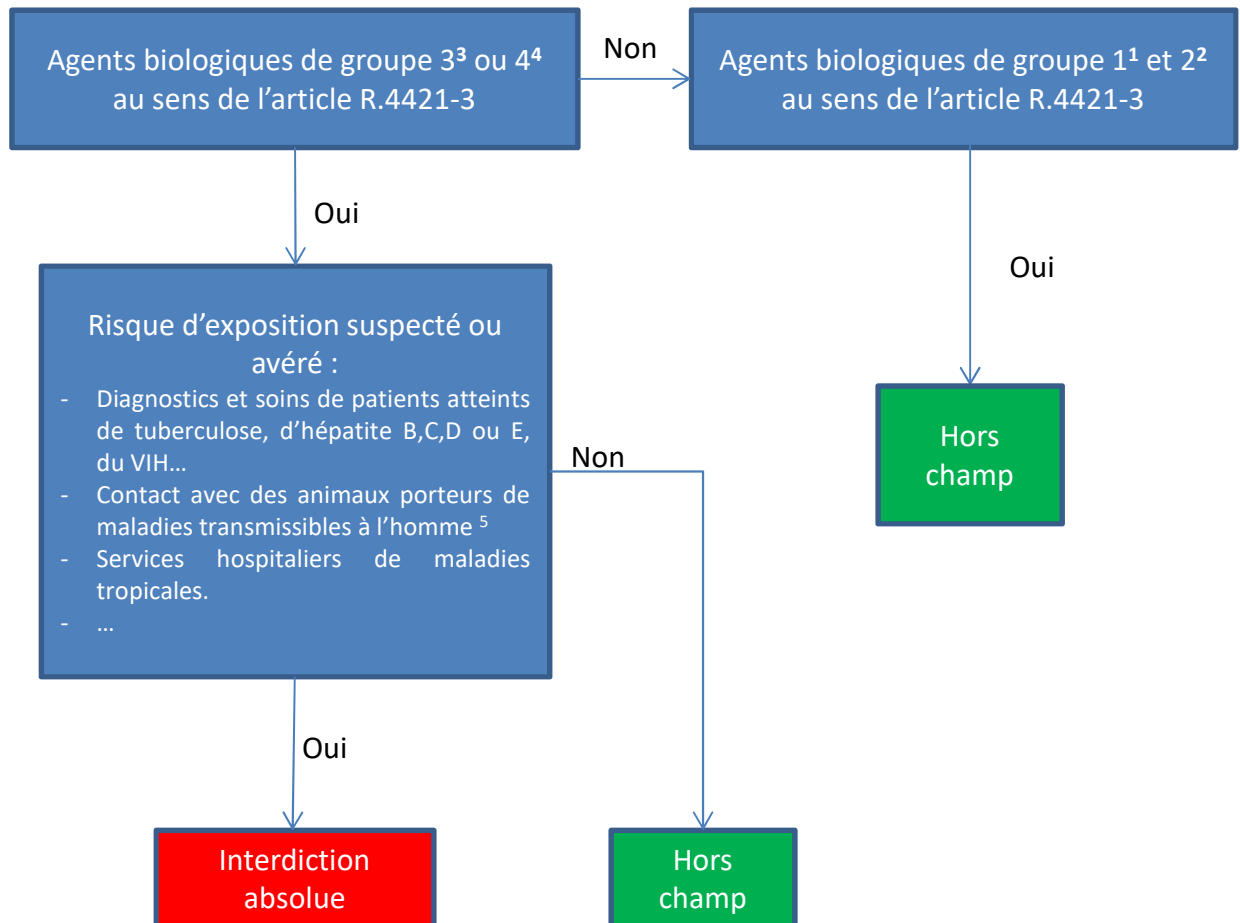 Agents biologiques de groupe 3³ ou 4⁴
au sens de l’article R.4421-3
Non
Agents biologiques de groupe 1¹ et 2²
au sens de l’article R.4421-3
Oui
Oui
Risque d’exposition suspecté ou
avéré :
- Diagnostics et soins de patients atteints
de tuberculose, d’hépatite B,C,D ou E,
du VIH…
- Contact avec des animaux porteurs de
maladies transmissibles à l’homme ⁵
- Services hospitaliers de maladies
tropicales.
- …
Non
Hors
champ
Oui
Interdiction
absolue
Hors
champ